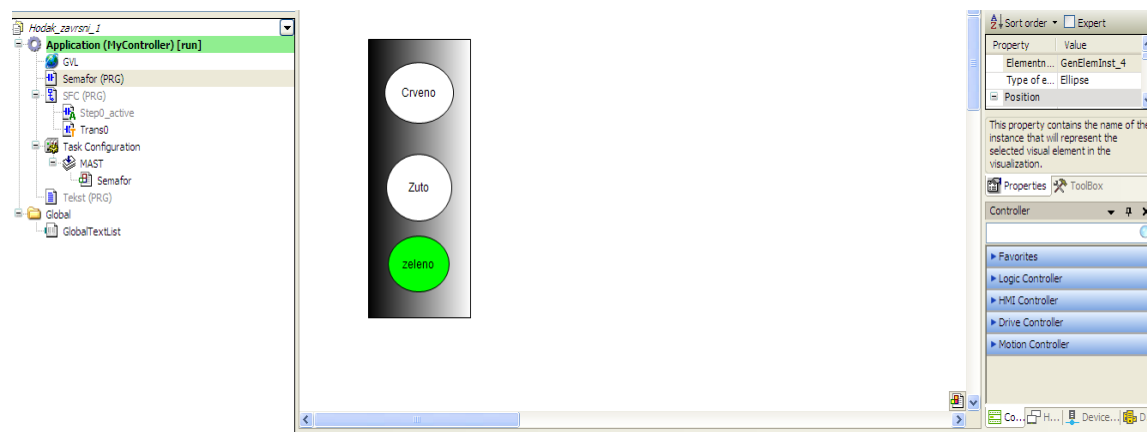 Hodak_zavrsni_1
Application (MyController) [run]
GVL
Semafor (PRG)
SFC (PRG)
Step0_active
Trans0
Task Configuration
MAST
Semafor
Tekst (PRG)
Global
GlobalTextList
Crveno
Zuto
zeleno
Sort order Expert
Property Value
Elementn... GenElemInst_4
Type of e... Ellipse
Position
This property contains the name of the
instance that will represent the
selected visual element in the
visualization.
Properties ToolBox
Controller
Favorites
Logic Controller
HMI Controller
Drive Controller
Motion Controller
Co... H... Device... D